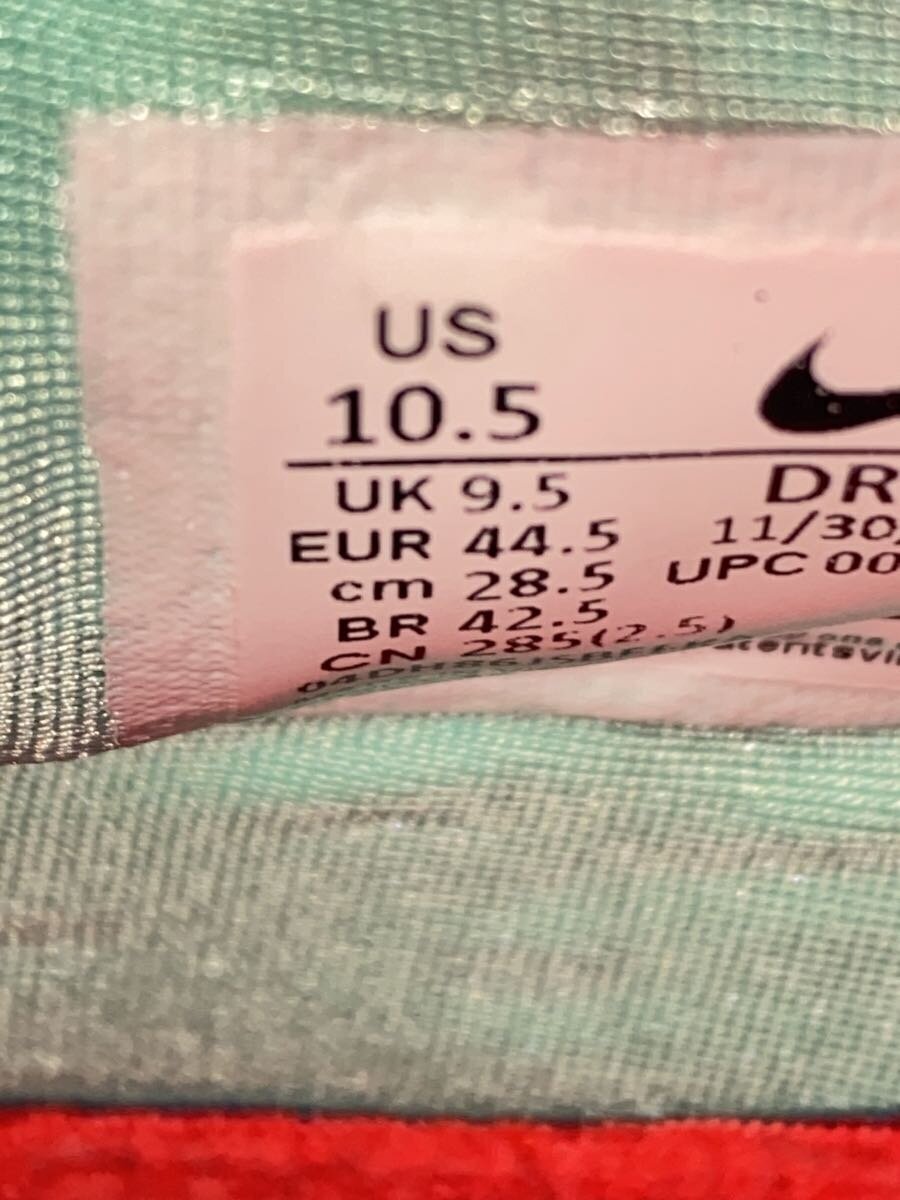 US
10.5
UK 9.5
EUR 44.5
cm 28.5
BR 42.5
CN 285(2.5)
DR
11/30/
UPC 00